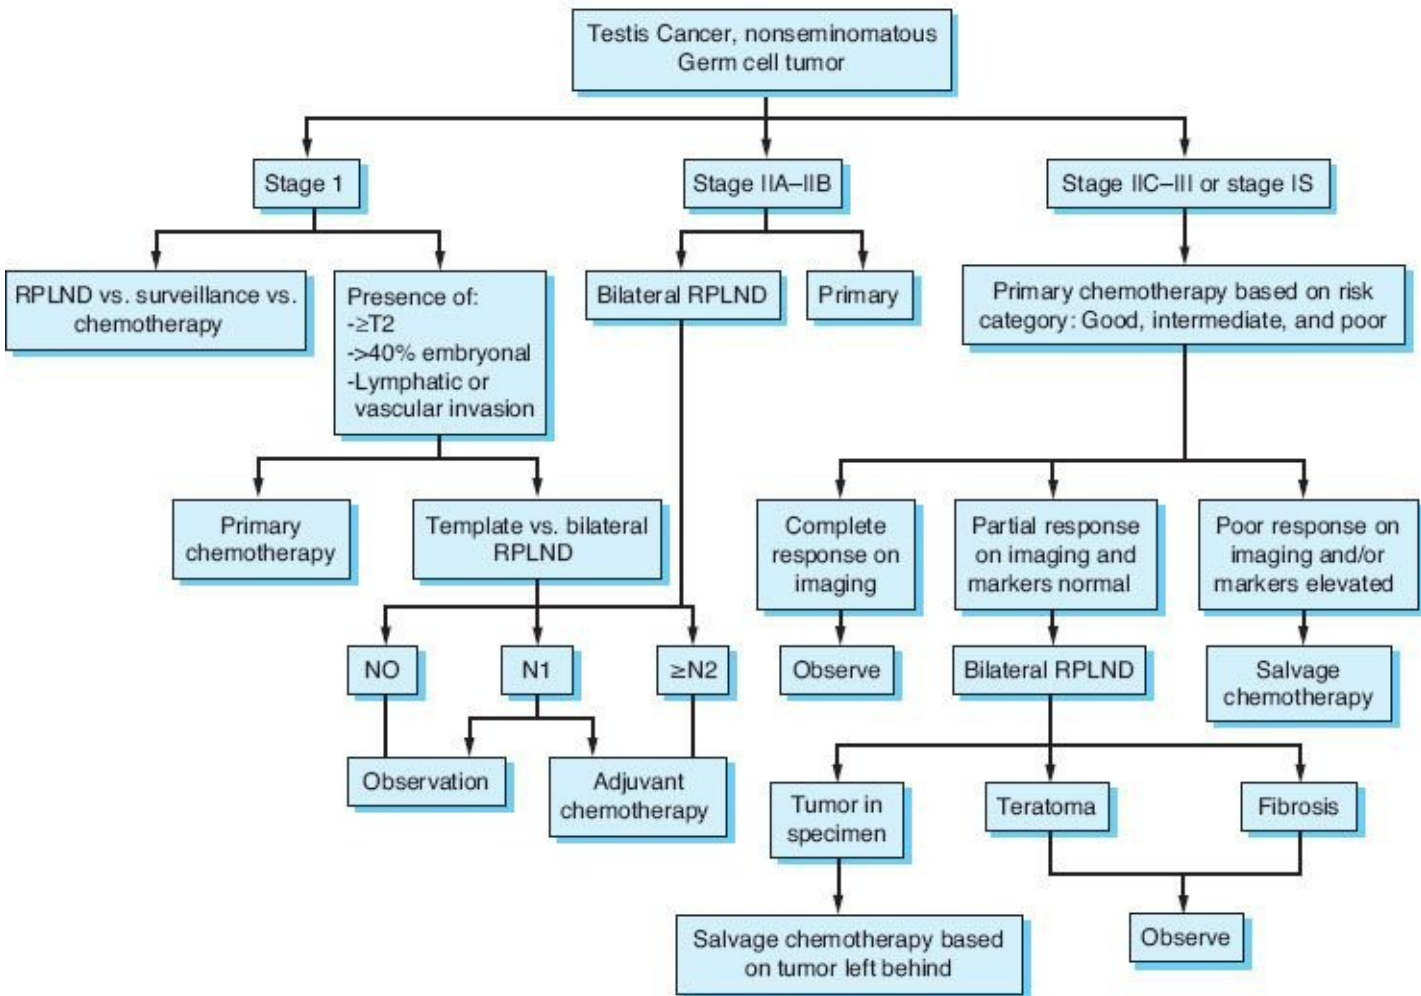 Testis Cancer, nonseminomatous
Germ cell tumor
Stage 1
Stage IIA–IIB
Stage IIC–III or stage IS
RPLND vs. surveillance vs.
chemotherapy
Presence of:
-≥T2
->40% embryonal
-Lymphatic or
vascular invasion
Bilateral RPLND
Primary
Primary chemotherapy based on risk
category: Good, intermediate, and poor
Primary
chemotherapy
Template vs. bilateral
RPLND
Complete
response on
imaging
Partial response
on imaging and
markers normal
Poor response on
imaging and/or
markers elevated
NO
N1
≥N2
Observe
Bilateral RPLND
Salvage
chemotherapy
Observation
Adjuvant
chemotherapy
Tumor in
specimen
Teratoma
Fibrosis
Salvage chemotherapy based
on tumor left behind
Observe